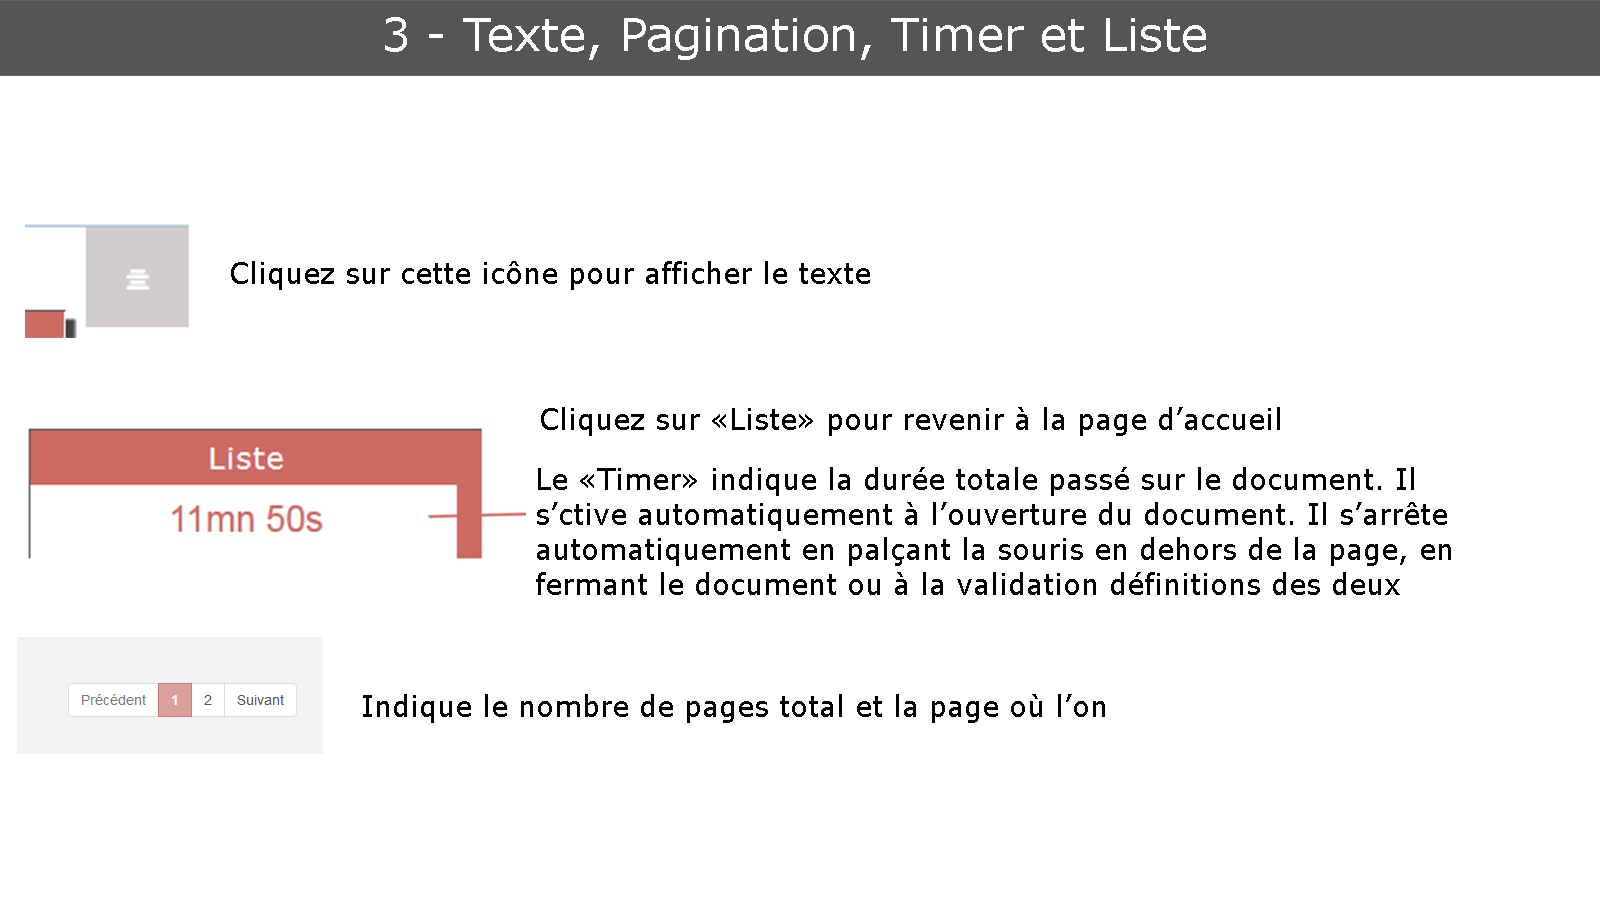 3 - Texte, Pagination, Timer et Liste
Cliquez sur cette icône pour afficher le texte
Cliquez sur «Liste» pour revenir à la page d’accueil
Liste
11mn 50s
Le «Timer» indique la durée totale passé sur le document. Il
s’ctive automatiquement à l’ouverture du document. Il s’arrête
automatiquement en palçant la souris en dehors de la page, en
fermant le document ou à la validation définitions des deux
Précédent 1 2 Suivant
Indique le nombre de pages total et la page où l’on